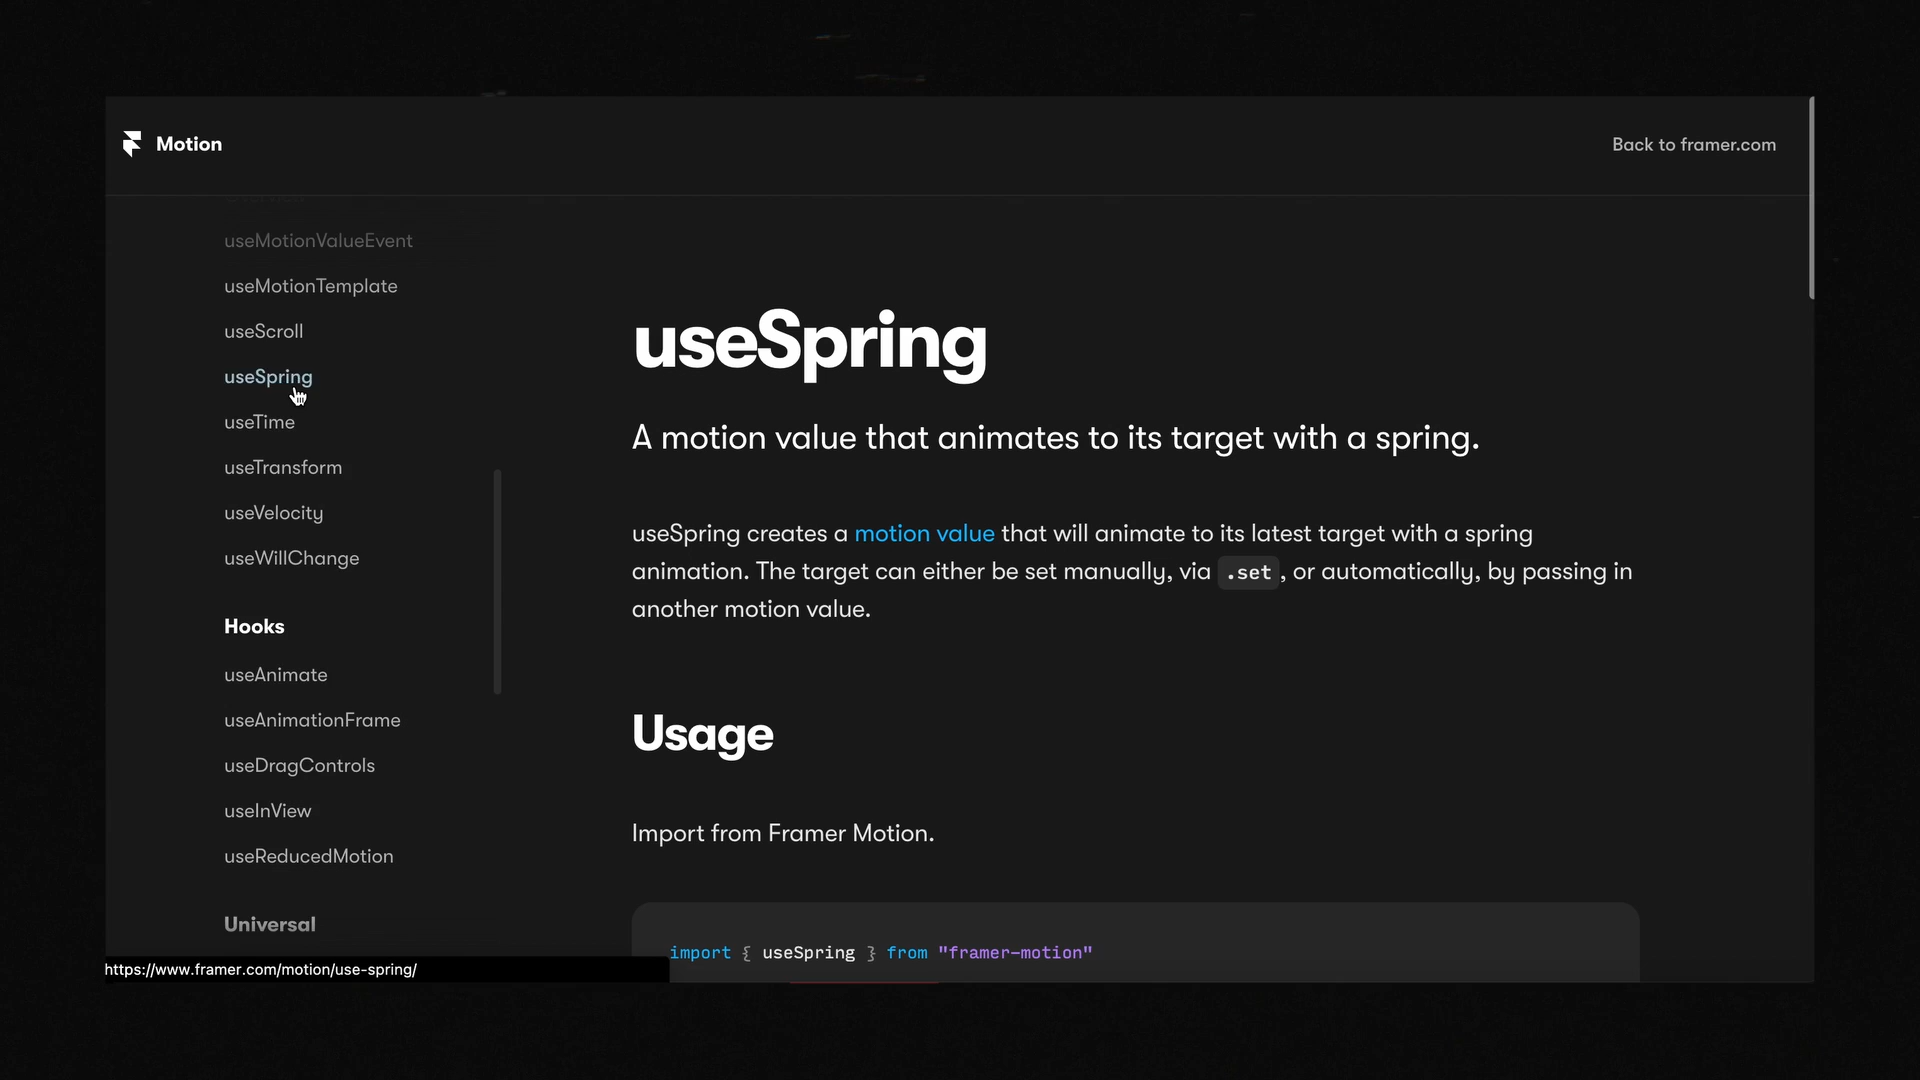 Motion
Back to framer.com
useMotionValueEvent
useMotionTemplate
useScroll
useSpring
useTime
useTransform
useVelocity
useWillChange
Hooks
useAnimate
useAnimationFrame
useDragControls
useInView
useReducedMotion
Universal
https://www.framer.com/motion/use-spring/
useSpring
A motion value that animates to its target with a spring.
useSpring creates a motion value that will animate to its latest target with a spring
animation. The target can either be set manually, via .set, or automatically, by passing in
another motion value.
Usage
Import from Framer Motion.
import { useSpring } from "framer-motion"